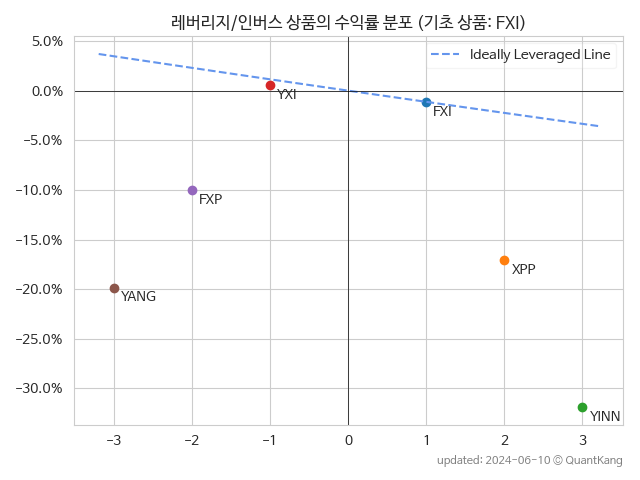 레버리지/인버스 상품의 수익률 분포 (기초 상품: FXI)
5.0%
0.0%
-5.0%
-10.0%
-15.0%
-20.0%
-25.0%
-30.0%
Ideally Leveraged Line
YXI
FXI
FXP
XPP
YANG
YINN
-3 -2 -1 0 1 2 3
updated: 2024-06-10 © QuantKang